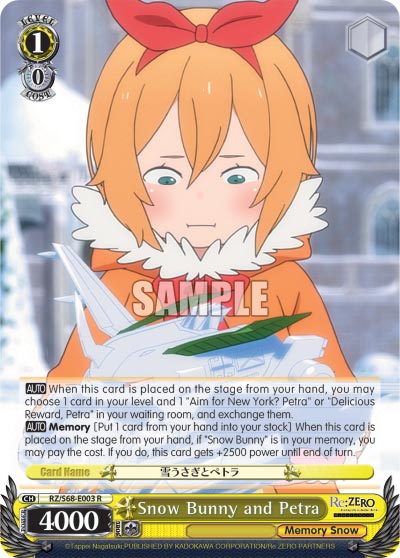 LEVEL
1
0
COST
SAMPLE
AUTO When this card is placed on the stage from your hand, you may
choose 1 card in your level and 1 "Aim for New York? Petra" or "Delicious
Reward, Petra" in your waiting room, and exchange them.
AUTO Memory [Put 1 card from your hand into your stock] When this card is
placed on the stage from your hand, if "Snow Bunny" is in your memory, you
may pay the cost. If you do, this card gets +2500 power until end of turn.
Card Name 雪うさぎとペトラ
CH RZ/S68-E003 R
Re:ZERO
POWER 4000 Snow Bunny and Petra
Memory Snow
©Tappei Nagatsuki,PUBLISHED BY KADOKAWA CORPORATION/Re:ZERO PARTNERS